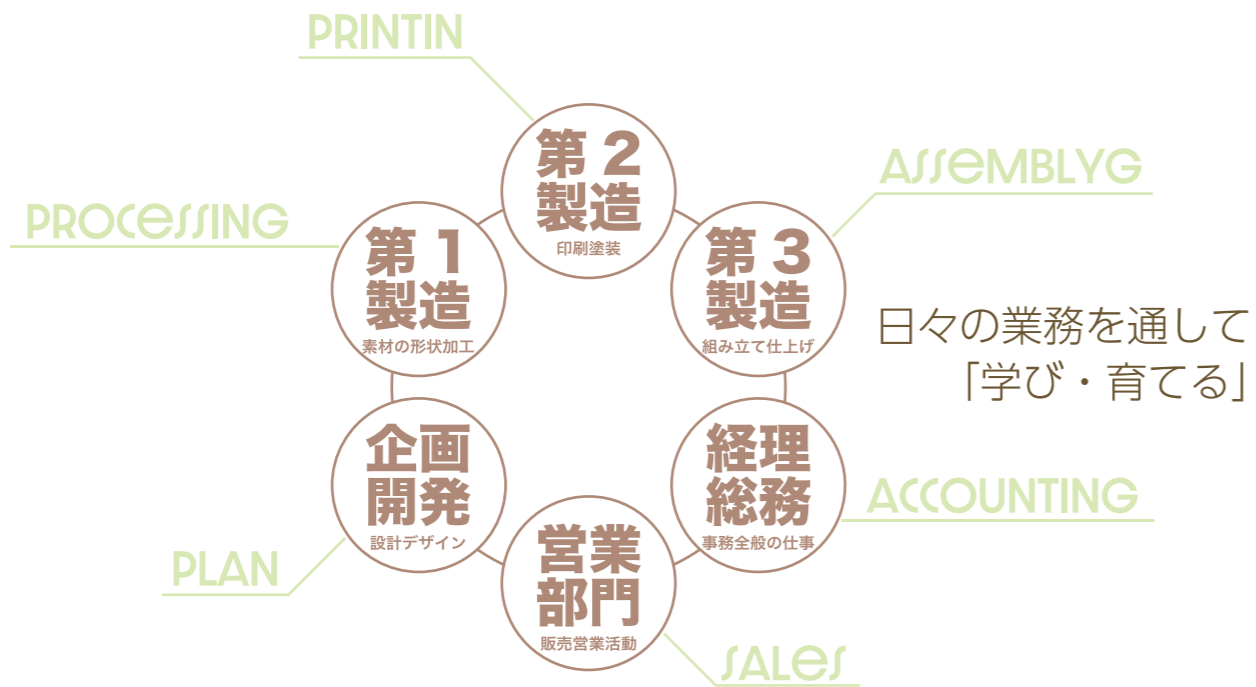 PRINTIN
第2
製造
印刷塗装
ASSEMBLYG
PROCESSING
第1
製造
素材の形状加工
第3
製造
組み立て仕上げ
日々の業務を通して
「学び・育てる」
企画
開発
設計デザイン
経理
総務
事務全般の仕事
ACCOUNTING
営業
部門
販売営業活動
PLAN
SALES